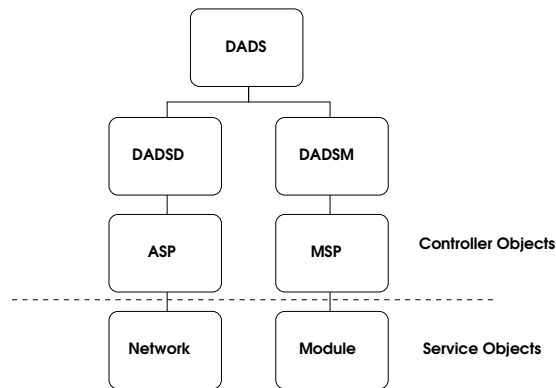 DADS
DADSD
DADSM
ASP
MSP
Controller Objects
Network
Module
Service Objects